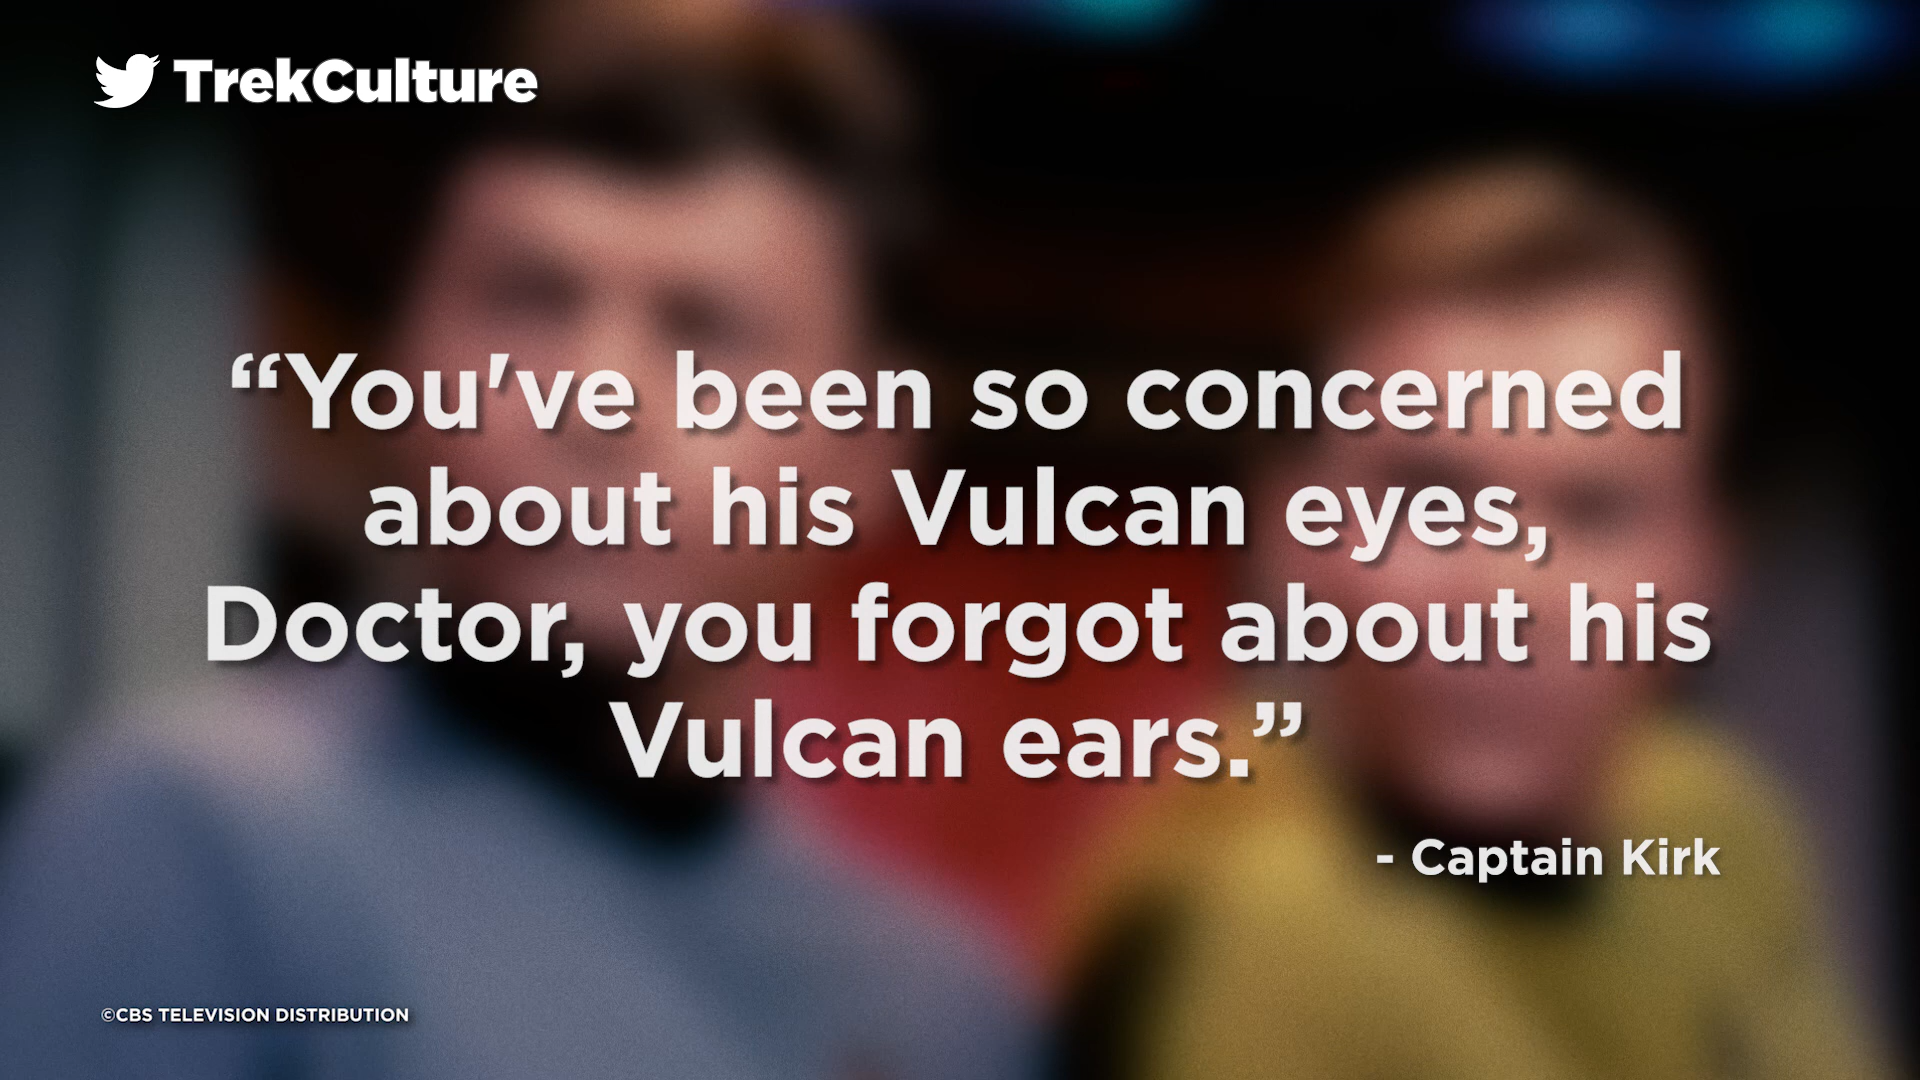 TrekCulture
“You've been so concerned
about his Vulcan eyes,
Doctor, you forgot about his
Vulcan ears.”
- Captain Kirk
©CBS TELEVISION DISTRIBUTION